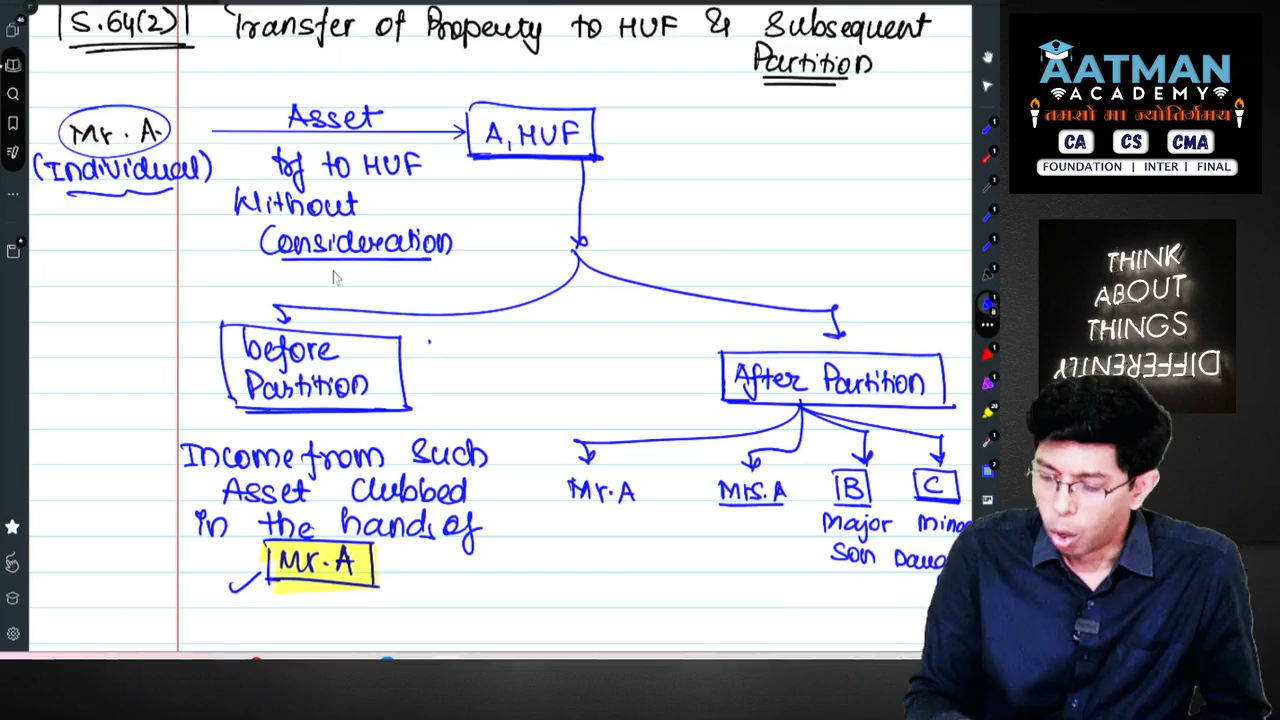 S.64(2) Transfer of Property to HUF & Subsequent
Partition
Mr. A.
(Individual)
Asset
to HUF
Without
Consideration
A, HUF
before
Partition
After Partition
Income from Such
Asset Clubbed
in the hands of
Mr. A
Mr. A
Mrs. A
B
Major
Son
C
AATMAN
ACADEMY
तमसो मा ज्योतिर्गमय
CA CS CMA
FOUNDATION | INTER | FINAL
THINK
ABOUT
THINGS
DIFFERENTLY